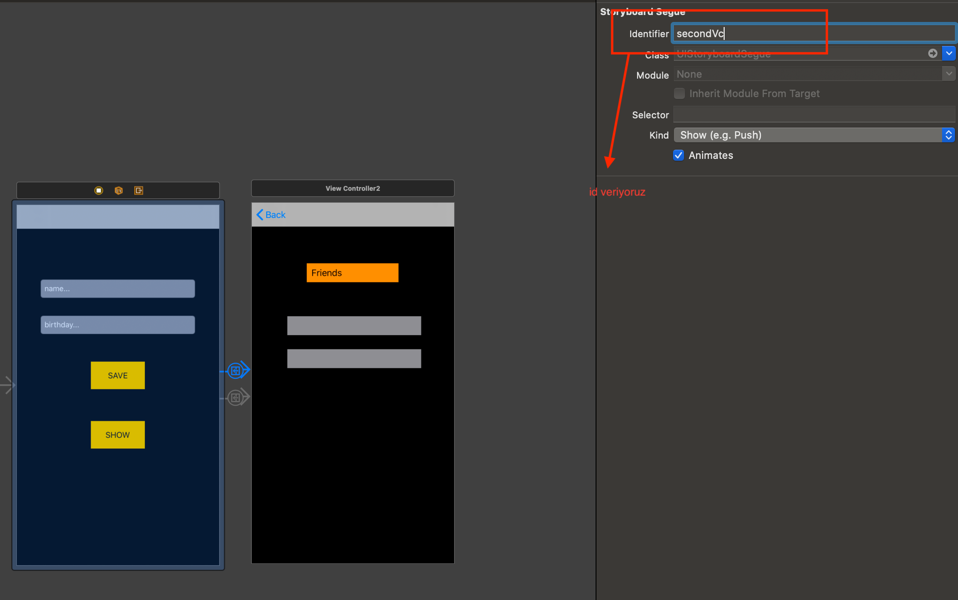 Storyboard Segue
Identifier secondVc
Class UIStoryboardSegue
Module None
Inherit Module From Target
Selector
Kind Show (e.g. Push)
Animates
id veriyoruz
View Controller2
Back
name...
birthday...
SAVE
SHOW
Friends